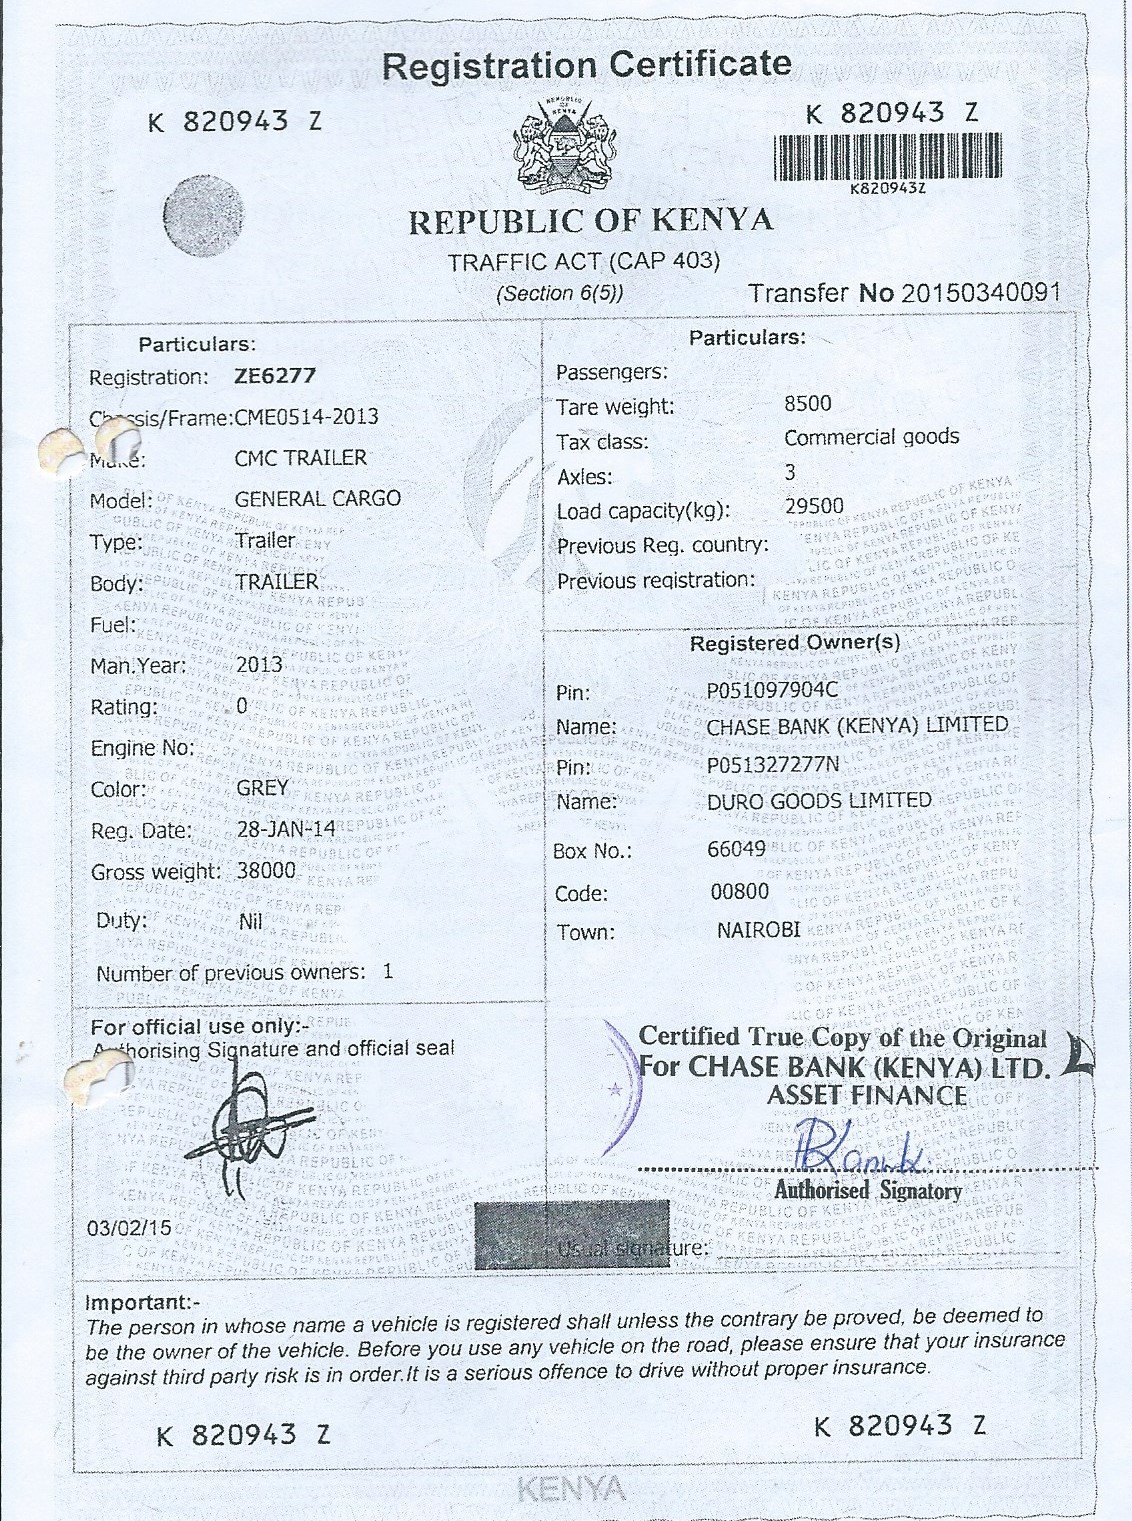 Registration Certificate
K 820943 Z
K 820943 Z
K820943Z
REPUBLIC OF KENYA
REPUBLIC OF KENYA
TRAFFIC ACT (CAP 403)
(Section 6(5))
Transfer No 20150340091
Particulars:
Registration: ZE6277
Chassis/Frame:CME0514-2013
Make: CMC TRAILER
Model: GENERAL CARGO
Type: Trailer
Body: TRAILER
Fuel:
Man.Year: 2013
Rating: 0
Engine No:
Color: GREY
Reg. Date: 28-JAN-14
Gross weight: 38000
Duty: Nil
Number of previous owners: 1
Particulars:
Passengers:
Tare weight: 8500
Tax class: Commercial goods
Axles: 3
Load capacity(kg): 29500
Previous Reg. country:
Previous registration:
Registered Owner(s)
Pin: P051097904C
Name: CHASE BANK (KENYA) LIMITED
Pin: P051327277N
Name: DURO GOODS LIMITED
Box No.: 66049
Code: 00800
Town: NAIROBI
For official use only:-
Authorising Signature and official seal
03/02/15
Certified True Copy of the Original
For CHASE BANK (KENYA) LTD.
ASSET FINANCE
Authorised Signatory
Usual signature:
Important:-
The person in whose name a vehicle is registered shall unless the contrary be proved, be deemed to
be the owner of the vehicle. Before you use any vehicle on the road, please ensure that your insurance
against third party risk is in order.It is a serious offence to drive without proper insurance.
K 820943 Z
K 820943 Z
KENYA